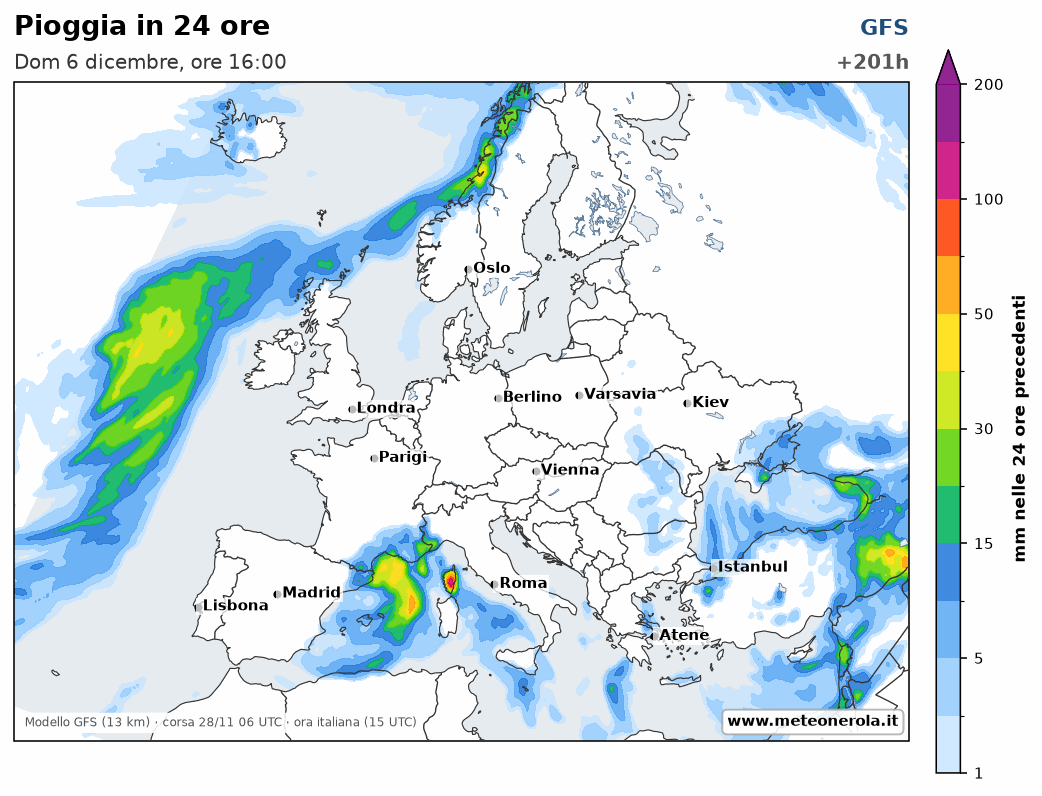 Pioggia in 24 ore
GFS
Dom 6 dicembre, ore 16:00
+201h
200
100
50
30
15
5
1
mm nelle 24 ore precedenti
Oslo
Berlino
Varsavia
Kiev
Londra
Parigi
Vienna
Istanbul
Roma
Madrid
Lisbona
Atene
Modello GFS (13 km) · corsa 28/11 06 UTC · ora italiana (15 UTC)
www.meteonerola.it